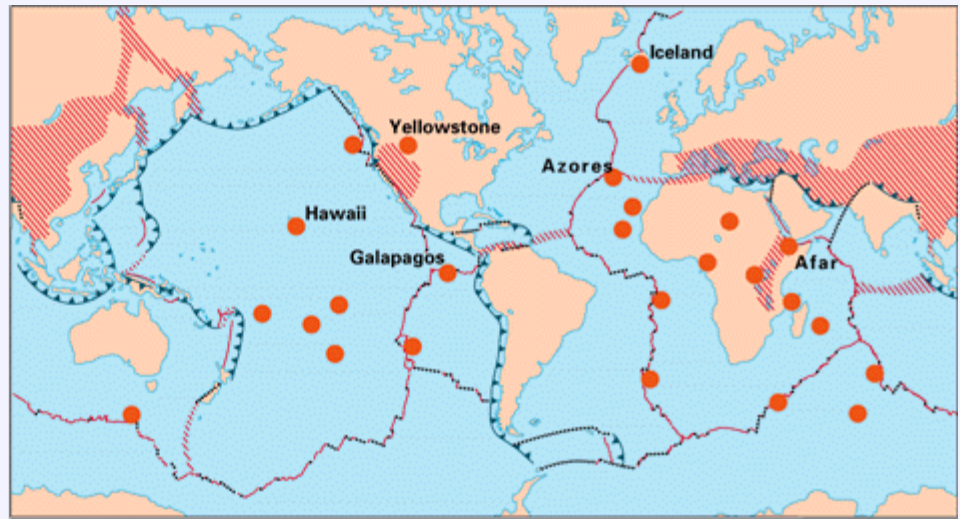 Iceland
Yellowstone
Azores
Hawaii
Galapagos
Afar